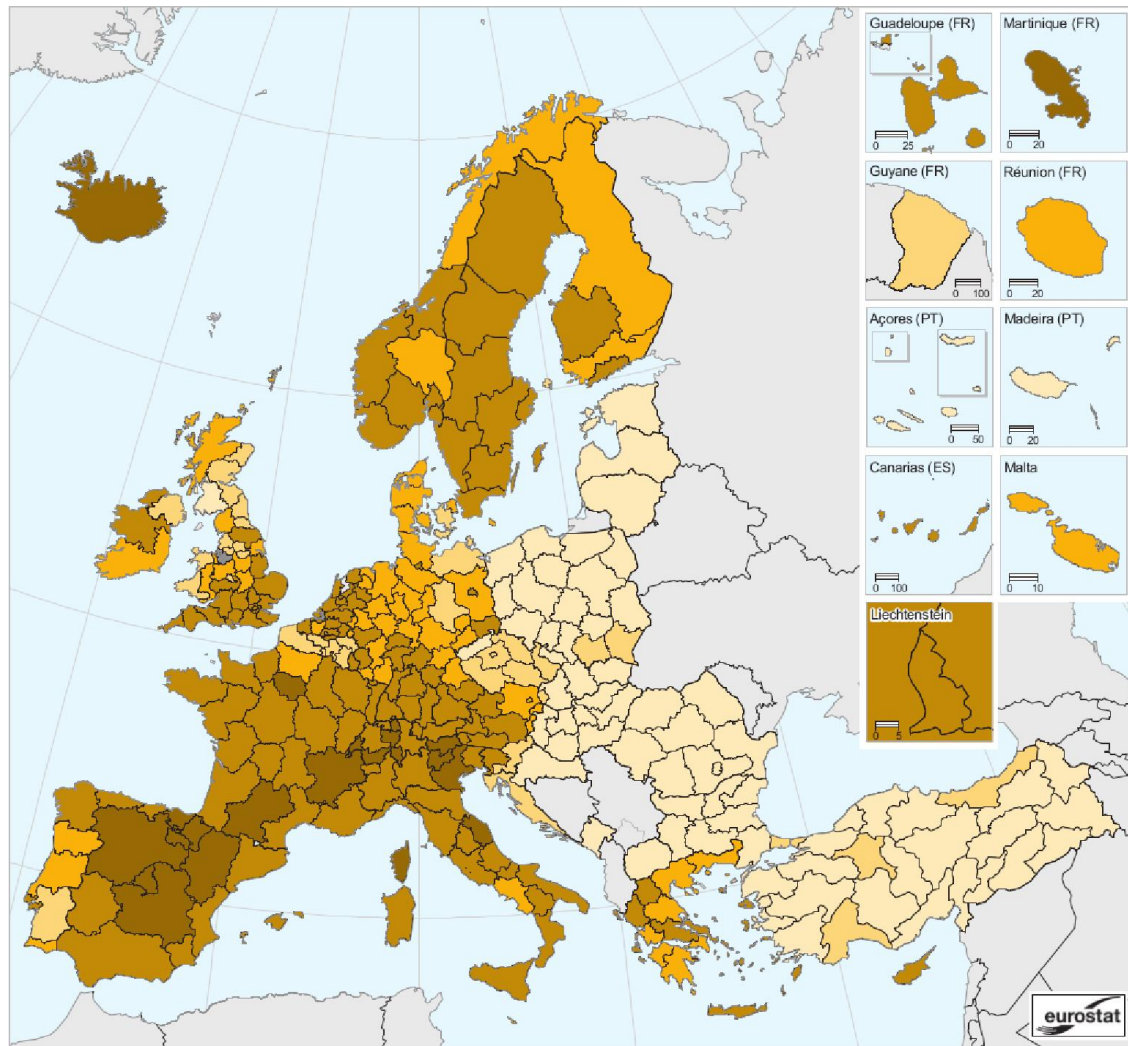 Guadeloupe (FR)
0 25
Martinique (FR)
0 20
Guyane (FR)
0 100
Réunion (FR)
0 20
Açores (PT)
0 50
Madeira (PT)
0 20
Canarias (ES)
0 100
Malta
0 10
Liechtenstein
0 5
eurostat